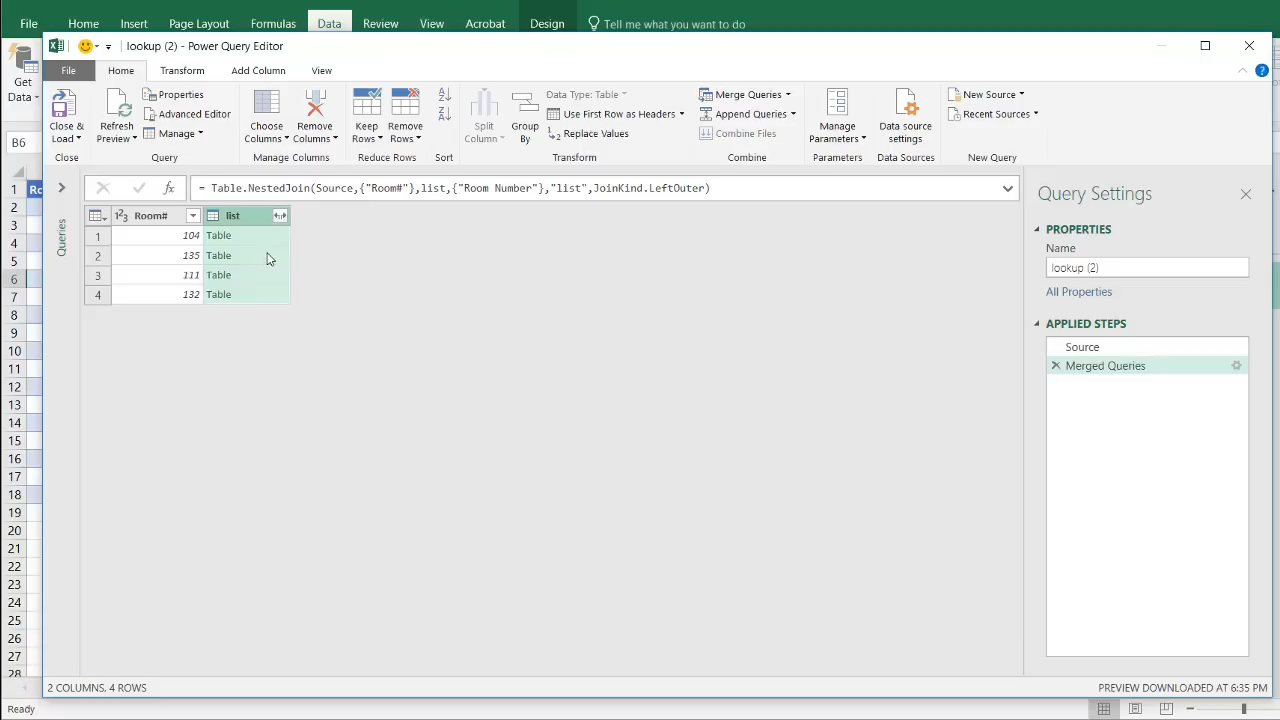 File Home Insert Page Layout Formulas Data Review View Acrobat Design Tell me what you want to do
lookup (2) - Power Query Editor
File Home Transform Add Column View
Get Data
Close & Load
Refresh Preview
Properties
Advanced Editor
Manage
Choose Columns
Remove Columns
Keep Rows
Remove Rows
Split Column
Group By
Data Type: Table
Use First Row as Headers
Replace Values
Merge Queries
Append Queries
Combine Files
Manage Parameters
Data source settings
New Source
Recent Sources
Close Query Manage Columns Reduce Rows Sort Transform Combine Parameters Data Sources New Query
B6
fx = Table.NestedJoin(Source,{"Room#"},list,{"Room Number"},"list",JoinKind.LeftOuter)
Queries
1²3 Room# list
1 104 Table
2 135 Table
3 111 Table
4 132 Table
Query Settings
PROPERTIES
Name
lookup (2)
All Properties
APPLIED STEPS
Source
Merged Queries
1
2
3
4
5
6
7
8
9
10
11
12
13
14
15
16
17
18
19
20
21
22
23
24
25
26
27
28
2 COLUMNS, 4 ROWS PREVIEW DOWNLOADED AT 6:35 PM
Ready